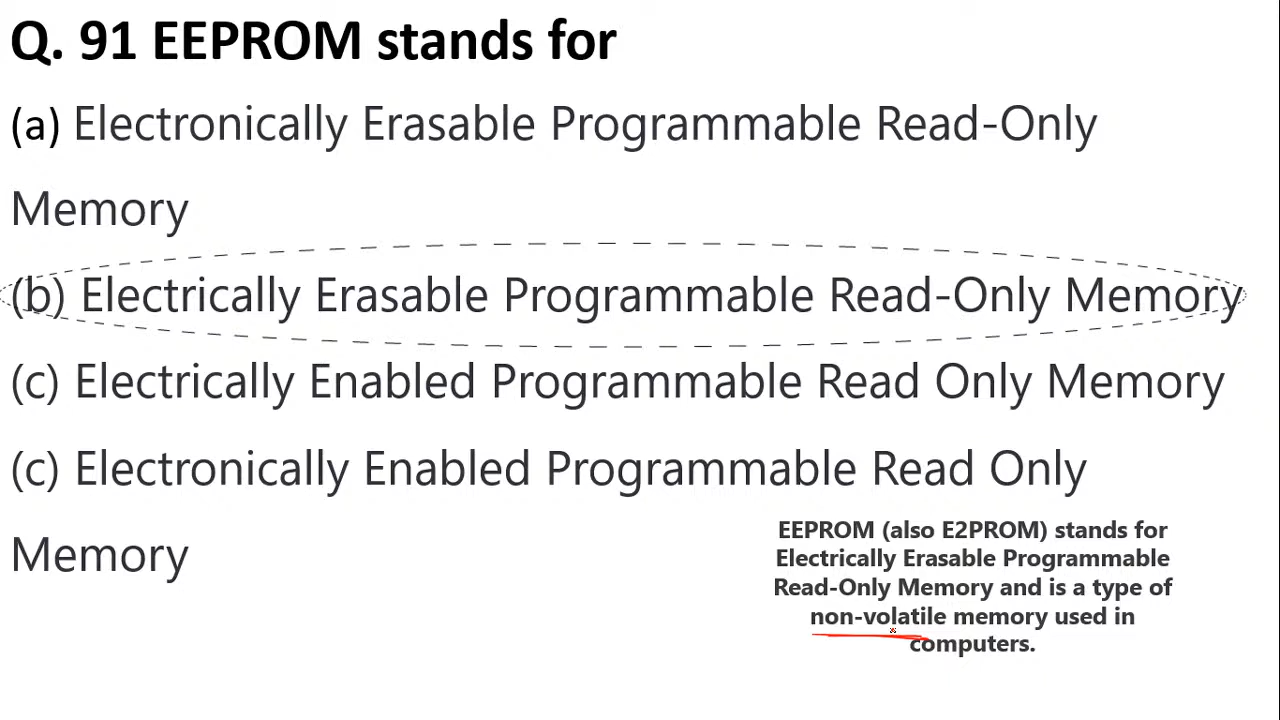 Q. 91 EEPROM stands for
(a) Electronically Erasable Programmable Read-Only
Memory
(b) Electrically Erasable Programmable Read-Only Memory
(c) Electrically Enabled Programmable Read Only Memory
(c) Electronically Enabled Programmable Read Only
Memory
EEPROM (also E2PROM) stands for
Electrically Erasable Programmable
Read-Only Memory and is a type of
non-volatile memory used in
computers.